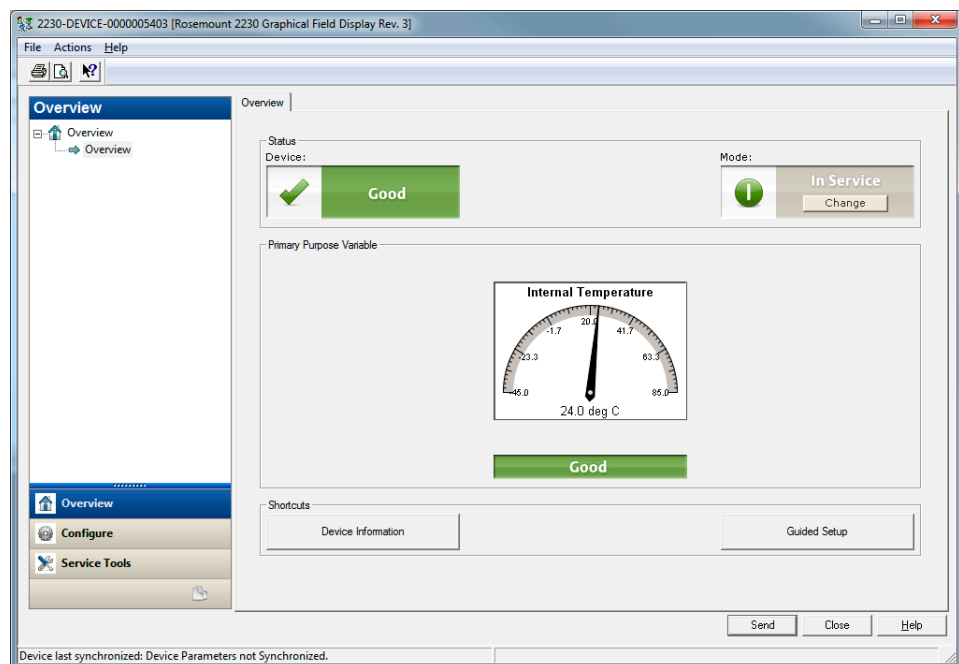 2230-DEVICE-0000005403 [Rosemount 2230 Graphical Field Display Rev. 3]
File Actions Help
Overview
Overview
Overview
Overview
Configure
Service Tools
Overview
Status
Device:
Good
Mode:
In Service
Change
Primary Purpose Variable
Internal Temperature
-45.0
-23.3
-1.7
20.0
41.7
63.3
85.0
24.0 deg C
Good
Shortcuts
Device Information
Guided Setup
Send Close Help
Device last synchronized: Device Parameters not Synchronized.